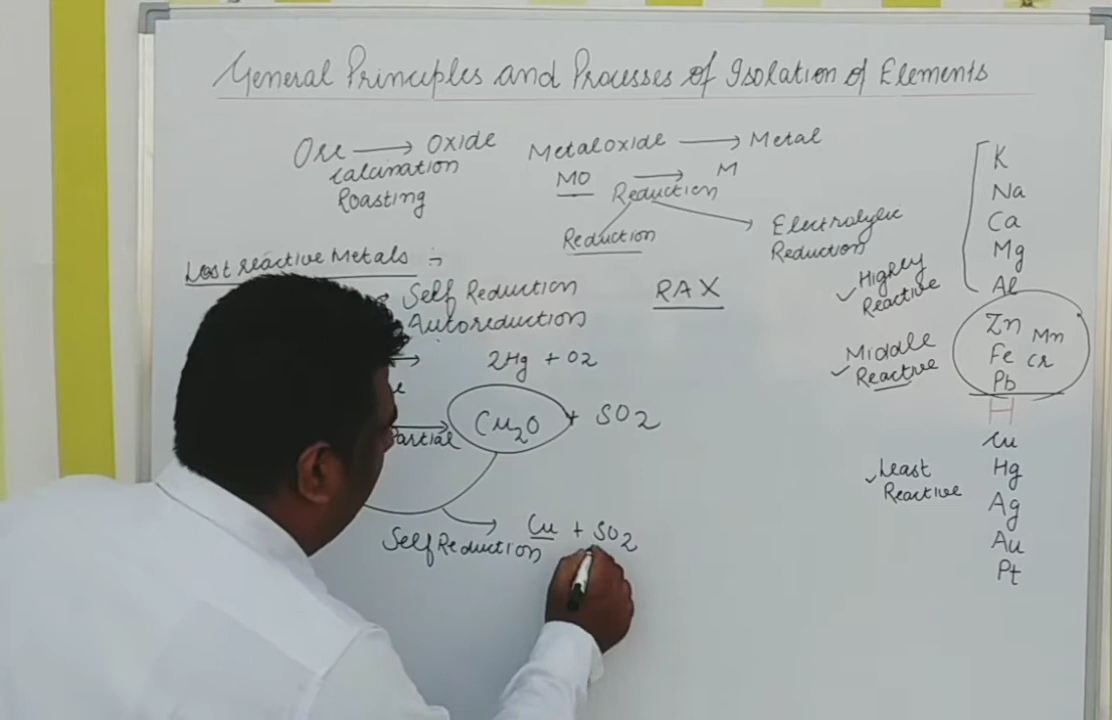 General Principles and Processes of Isolation of Elements
Ore → Oxide
Calcination
Roasting
Metaloxide → Metal
MO → M
Reduction
Reduction
Electrolytic
Reduction
Least reactive Metals :-
Self Reduction
Autoreduction
RAX
→ 2Hg + O2
Partial → Cu2O + SO2
Self Reduction → Cu + SO2
K
Na
Ca
Mg
Al
Highly
Reactive
Zn
Mn
Fe
Cr
Pb
Middle
Reactive
H
Cu
Hg
Ag
Au
Pt
Least
Reactive